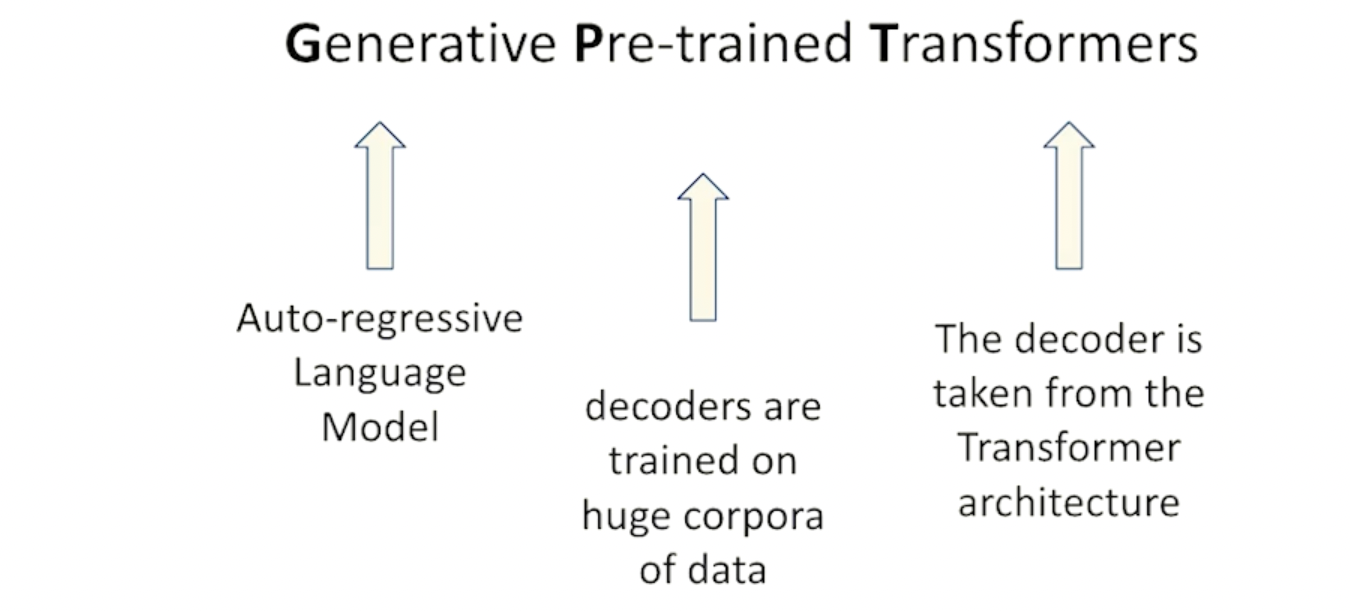 Generative Pre-trained Transformers
Auto-regressive
Language
Model
decoders are
trained on
huge corpora
of data
The decoder is
taken from the
Transformer
architecture